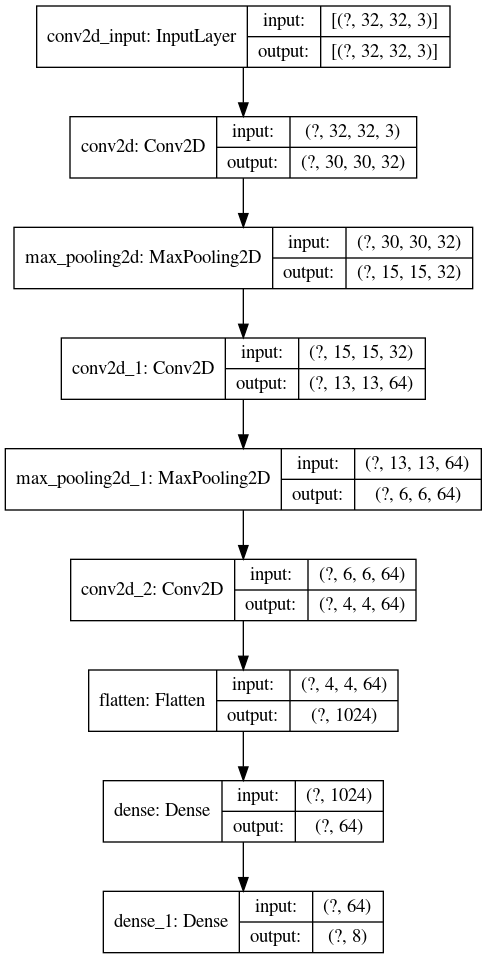 conv2d_input: InputLayer
input: [(?, 32, 32, 3)]
output: [(?, 32, 32, 3)]
conv2d: Conv2D
input: (?, 32, 32, 3)
output: (?, 30, 30, 32)
max_pooling2d: MaxPooling2D
input: (?, 30, 30, 32)
output: (?, 15, 15, 32)
conv2d_1: Conv2D
input: (?, 15, 15, 32)
output: (?, 13, 13, 64)
max_pooling2d_1: MaxPooling2D
input: (?, 13, 13, 64)
output: (?, 6, 6, 64)
conv2d_2: Conv2D
input: (?, 6, 6, 64)
output: (?, 4, 4, 64)
flatten: Flatten
input: (?, 4, 4, 64)
output: (?, 1024)
dense: Dense
input: (?, 1024)
output: (?, 64)
dense_1: Dense
input: (?, 64)
output: (?, 8)